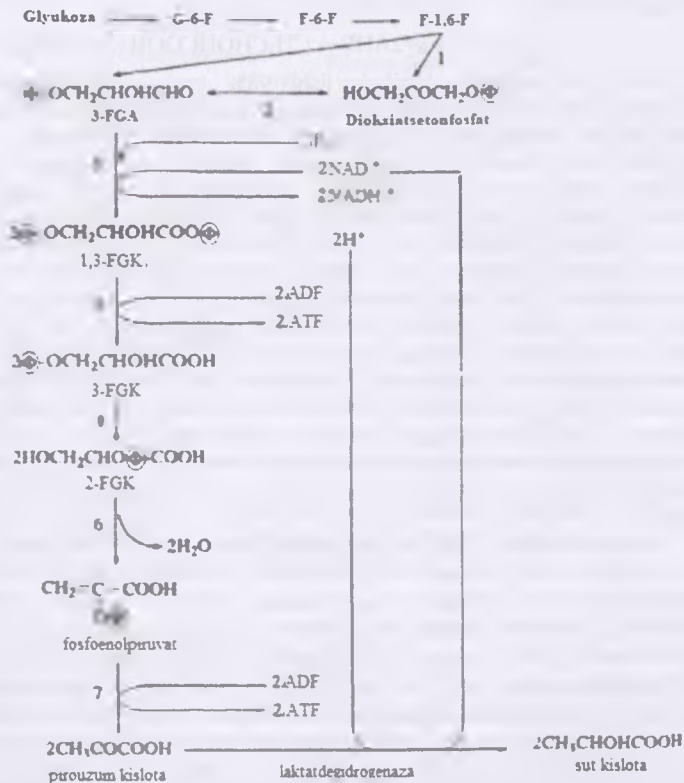 Glyukoza G-6-F F-6-F F-1,6-F
1
OCH₂CHOHCHO HOCH₂COCH₂O
3-FGA Dioksiatsetonfosfat
2NAD⁺
2NADH⁺
OCH₂CHOHCOO 2H⁺
1,3-FGK
2ADF
2ATF
OCH₂CHOHCOOH
3-FGK
2HOCH₂CHO COOH
2-FGK
6
2H₂O
CH₂=C-COOH
fosfoenolpiruvat
7 2ADF
2ATF
2CH₃COCOOH 2CH₃CHOHCOOH
pirouzum kislota laktatdegidrogenaza sut kislota